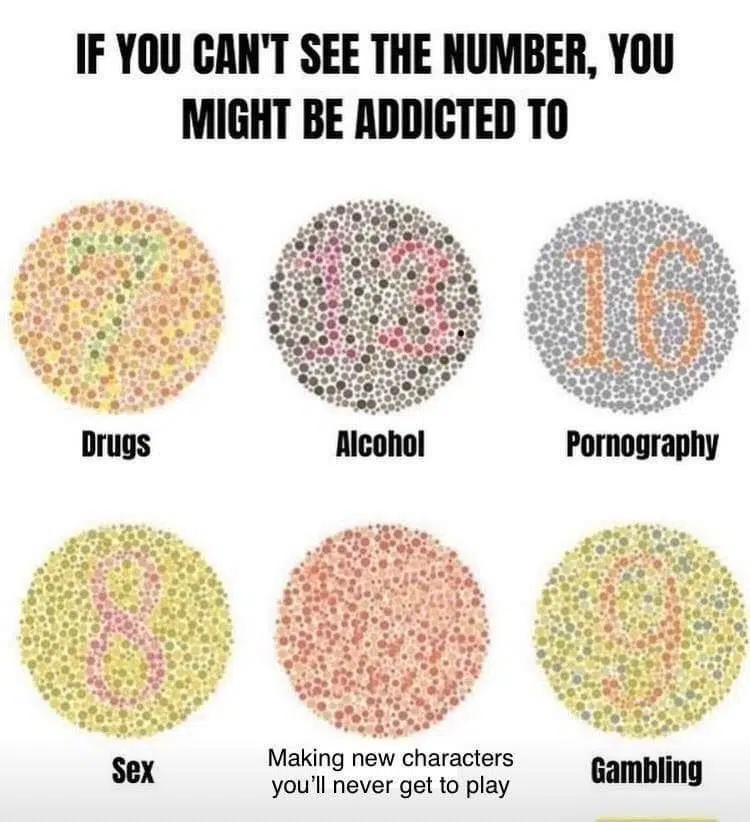 IF YOU CAN'T SEE THE NUMBER, YOU
MIGHT BE ADDICTED TO
7
13
16
Drugs
Alcohol
Pornography
8
9
Sex
Making new characters
you'll never get to play
Gambling